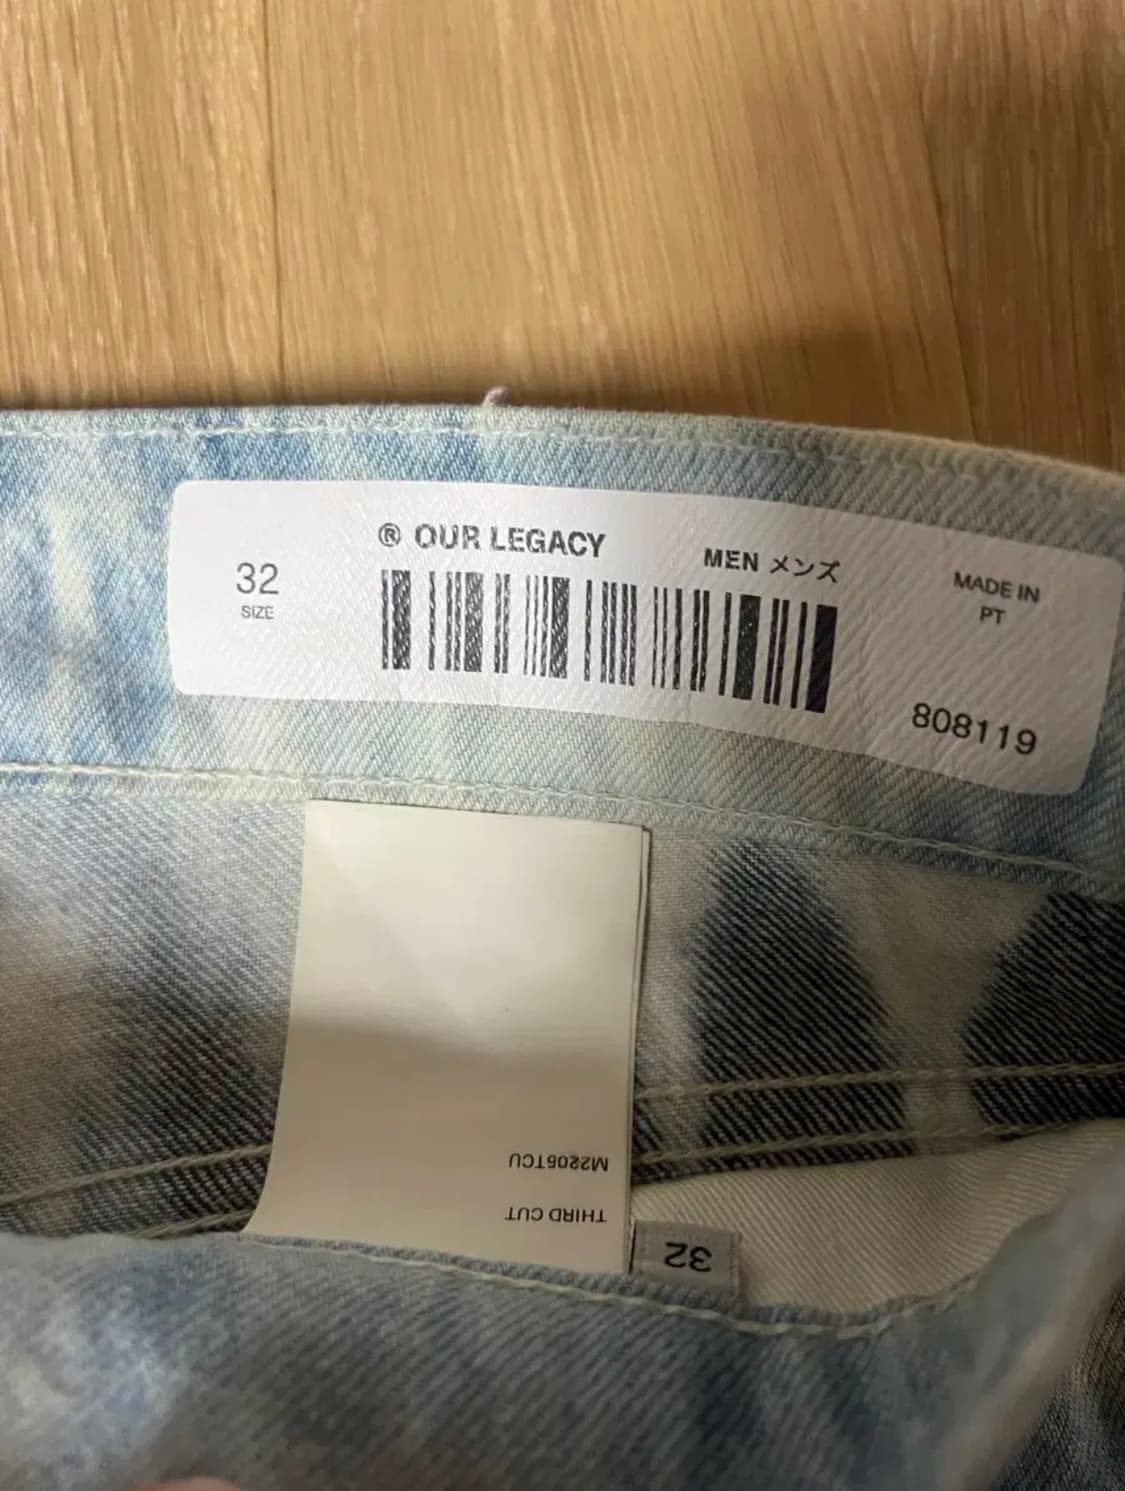 ® OUR LEGACY
MEN メンズ
32
SIZE
MADE IN
PT
808119
THIRD CUT
M2205TCU
32